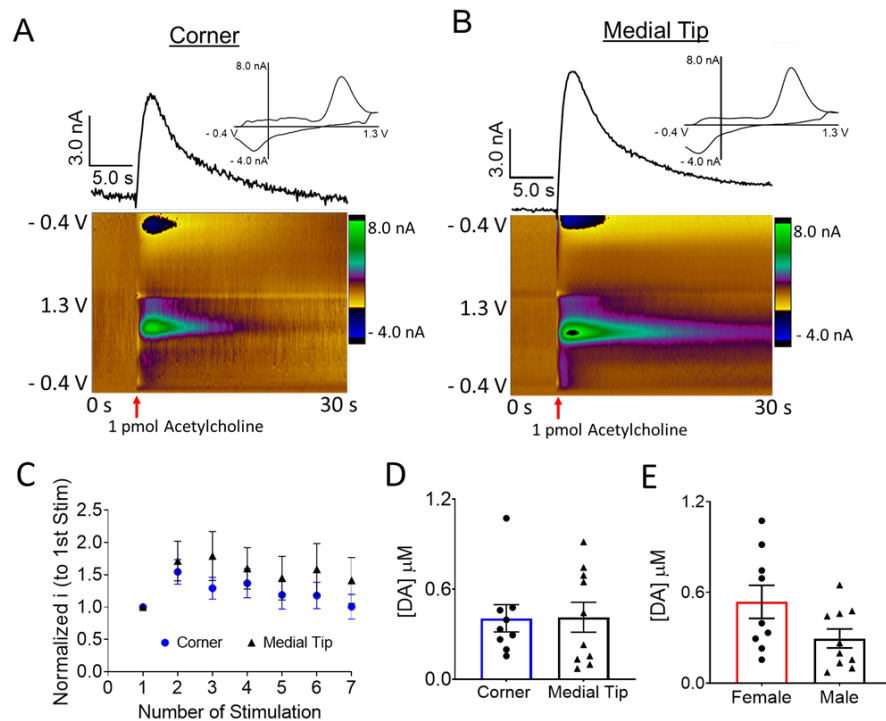 A
Corner
8.0 nA
- 0.4 V
1.3 V
- 4.0 nA
3.0 nA
5.0 s
- 0.4 V
1.3 V
- 0.4 V
8.0 nA
- 4.0 nA
0 s
30 s
1 pmol Acetylcholine
B
Medial Tip
8.0 nA
- 0.4 V
1.3 V
- 4.0 nA
3.0 nA
5.0 s
- 0.4 V
1.3 V
- 0.4 V
8.0 nA
- 4.0 nA
0 s
30 s
1 pmol Acetylcholine
C
Normalized i (to 1st Stim)
2.5
2.0
1.5
1.0
0.5
0.0
Corner
Medial Tip
0 1 2 3 4 5 6 7
Number of Stimulation
D
[DA] μM
1.2
0.6
0.0
Corner Medial Tip
E
[DA] μM
1.2
0.6
0.0
Female Male